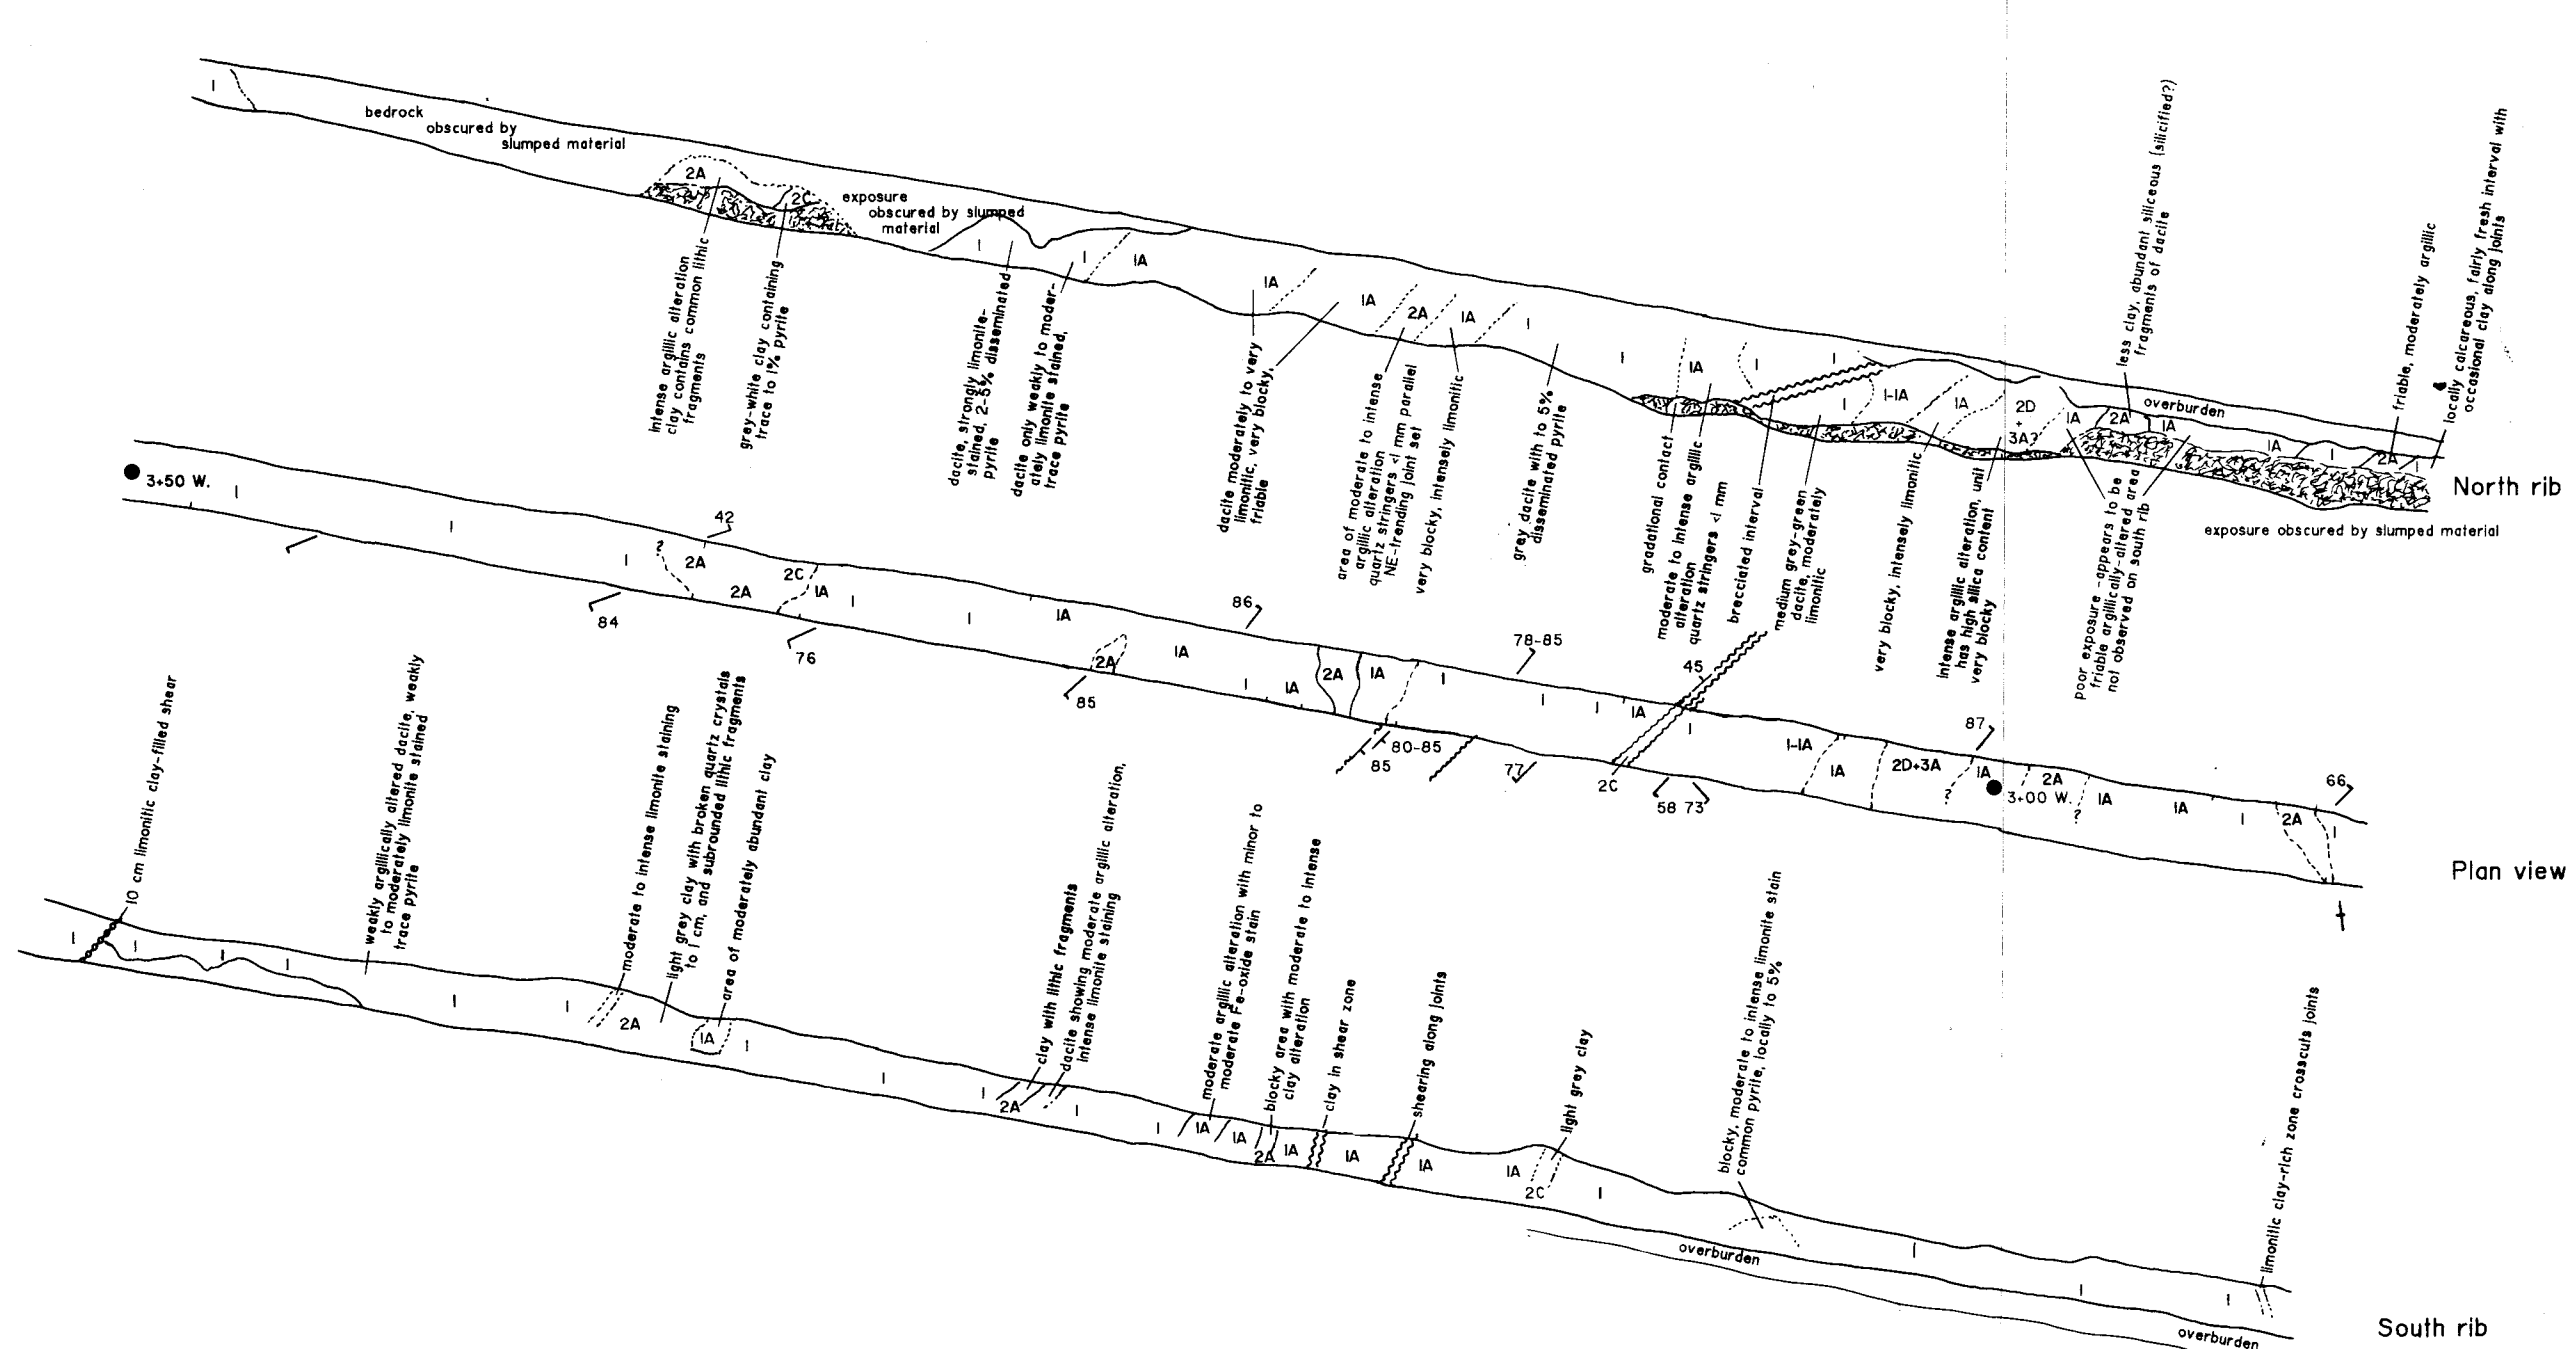 I
bedrock
obscured by
slumped material
2A
2C
exposure
obscured by slumped
material
I
I
IA
IA
IA
2A
IA
I
I
IA
I
I
I
I-IA
IA
2D
+
3A?
IA
2A
IA
overburden
IA
I
2A
I
intense argillic alteration
clay contains common lithic
fragments
grey-white clay containing
trace to 1% pyrite
dacite, strongly limonite-
stained, 2-5% disseminated
pyrite
dacite only weakly to moder-
ately limonite stained,
trace pyrite
dacite moderately to very
limonitic, very blocky,
friable
area of moderate to intense
argillic alteration
quartz stringers <1 mm parallel
NE-trending joint set
very blocky, intensely limonitic
grey dacite with to 5%
disseminated pyrite
gradational contact
moderate to intense argillic
alteration
quartz stringers <1 mm
brecciated interval
medium grey-green
dacite, moderately
limonitic
very blocky, intensely limonitic
intense argillic alteration, unit
has high silica content
very blocky
poor exposure-appears to be
friable argillically-altered area
not observed on south rib
less clay, abundant siliceous (silicified?)
fragments of dacite
friable, moderately argillic
locally calcareous, fairly fresh interval with
occasional clay along joints
North rib
exposure obscured by slumped material
3+50 W.
I
I
I
2A
42
2A
2C
IA
I
84
76
I
IA
2A
85
IA
86
I
IA
2A
IA
I
80-85
85
78-85
77
I
I
IA
45
I
2C
58 73
I-IA
IA
2D+3A
87
IA
?
3+00 W.
2A
?
IA
IA
I
2A
66
I
Plan view
10 cm limonitic clay-filled shear
weakly argillically altered dacite, weakly
to moderately limonite stained
trace pyrite
moderate to intense limonite staining
light grey clay with broken quartz crystals
to 1 cm, and subrounded lithic fragments
area of moderately abundant clay
clay with lithic fragments
dacite showing moderate argillic alteration,
intense limonite staining
moderate argillic alteration with minor to
moderate Fe-oxide stain
blocky area with moderate to intense
clay alteration
clay in shear zone
shearing along joints
light grey clay
blocky, moderate to intense limonite stain
common pyrite, locally to 5%
limonitic clay-rich zone crosscuts joints
I
I
I
I
I
I
2A
IA
I
I
I
2A
I
I
IA
IA
2A
IA
IA
IA
IA
2C
I
I
I
I
overburden
overburden
South rib